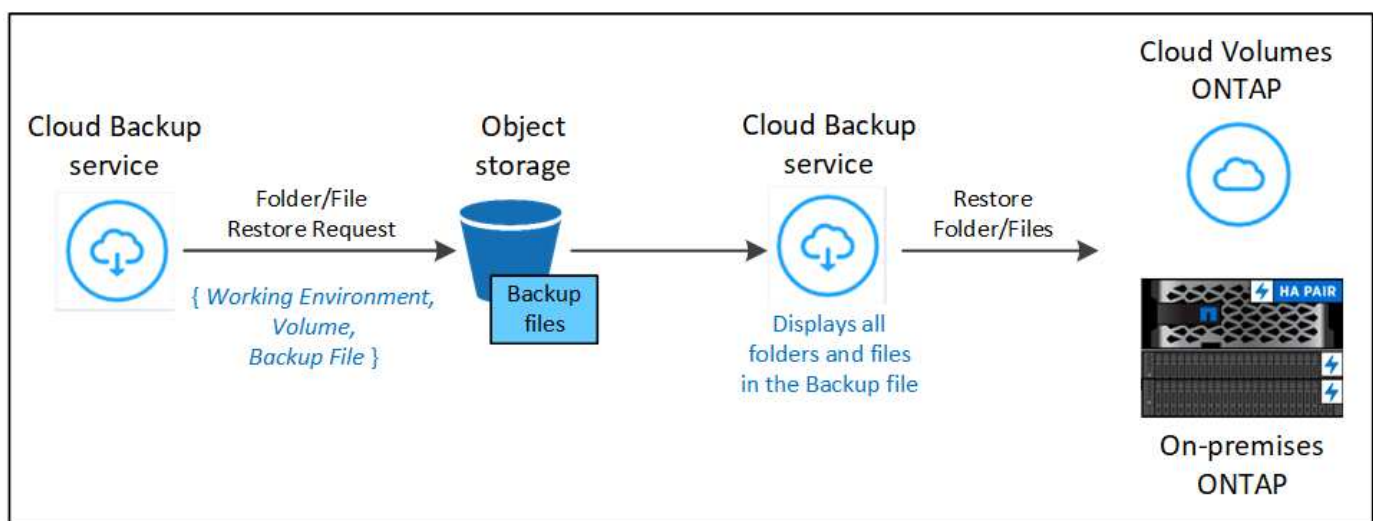 Cloud Backup
service
Folder/File
Restore Request
{ Working Environment,
Volume,
Backup File }
Object
storage
Backup
files
Cloud Backup
service
Displays all
folders and files
in the Backup file
Restore
Folder/Files
Cloud Volumes
ONTAP
HA PAIR
On-premises
ONTAP